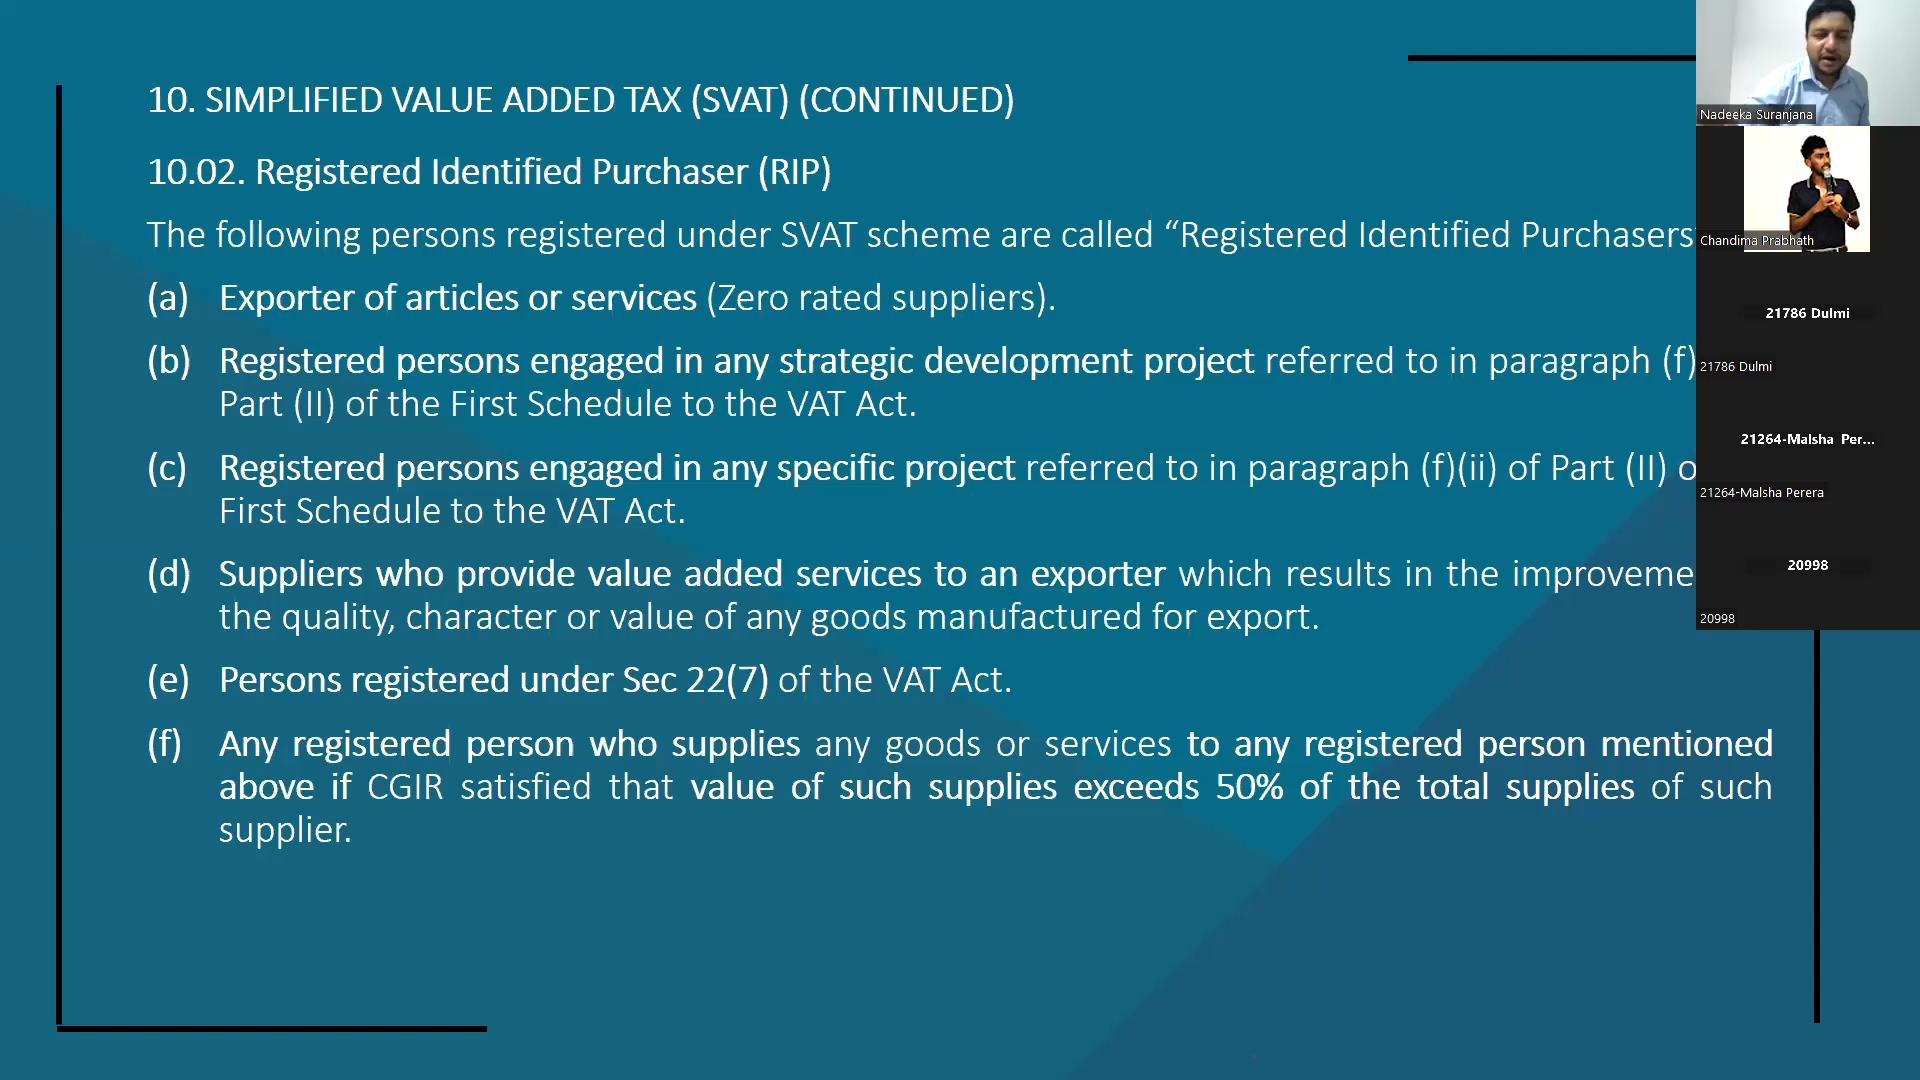 10. SIMPLIFIED VALUE ADDED TAX (SVAT) (CONTINUED)
10.02. Registered Identified Purchaser (RIP)
The following persons registered under SVAT scheme are called “Registered Identified Purchasers
(a) Exporter of articles or services (Zero rated suppliers).
(b) Registered persons engaged in any strategic development project referred to in paragraph (f)
Part (II) of the First Schedule to the VAT Act.
(c) Registered persons engaged in any specific project referred to in paragraph (f)(ii) of Part (II)
First Schedule to the VAT Act.
(d) Suppliers who provide value added services to an exporter which results in the
the quality, character or value of any goods manufactured for export.
(e) Persons registered under Sec 22(7) of the VAT Act.
(f) Any registered person who supplies any goods or services to any registered person mentioned
above if CGIR satisfied that value of such supplies exceeds 50% of the total supplies of such
supplier.
Nadeeka Suranjana
Chandima Prabhath
21786 Dulmi
21786 Dulmi
21264-Malsha Per...
21264-Malsha Perera
20998
20998